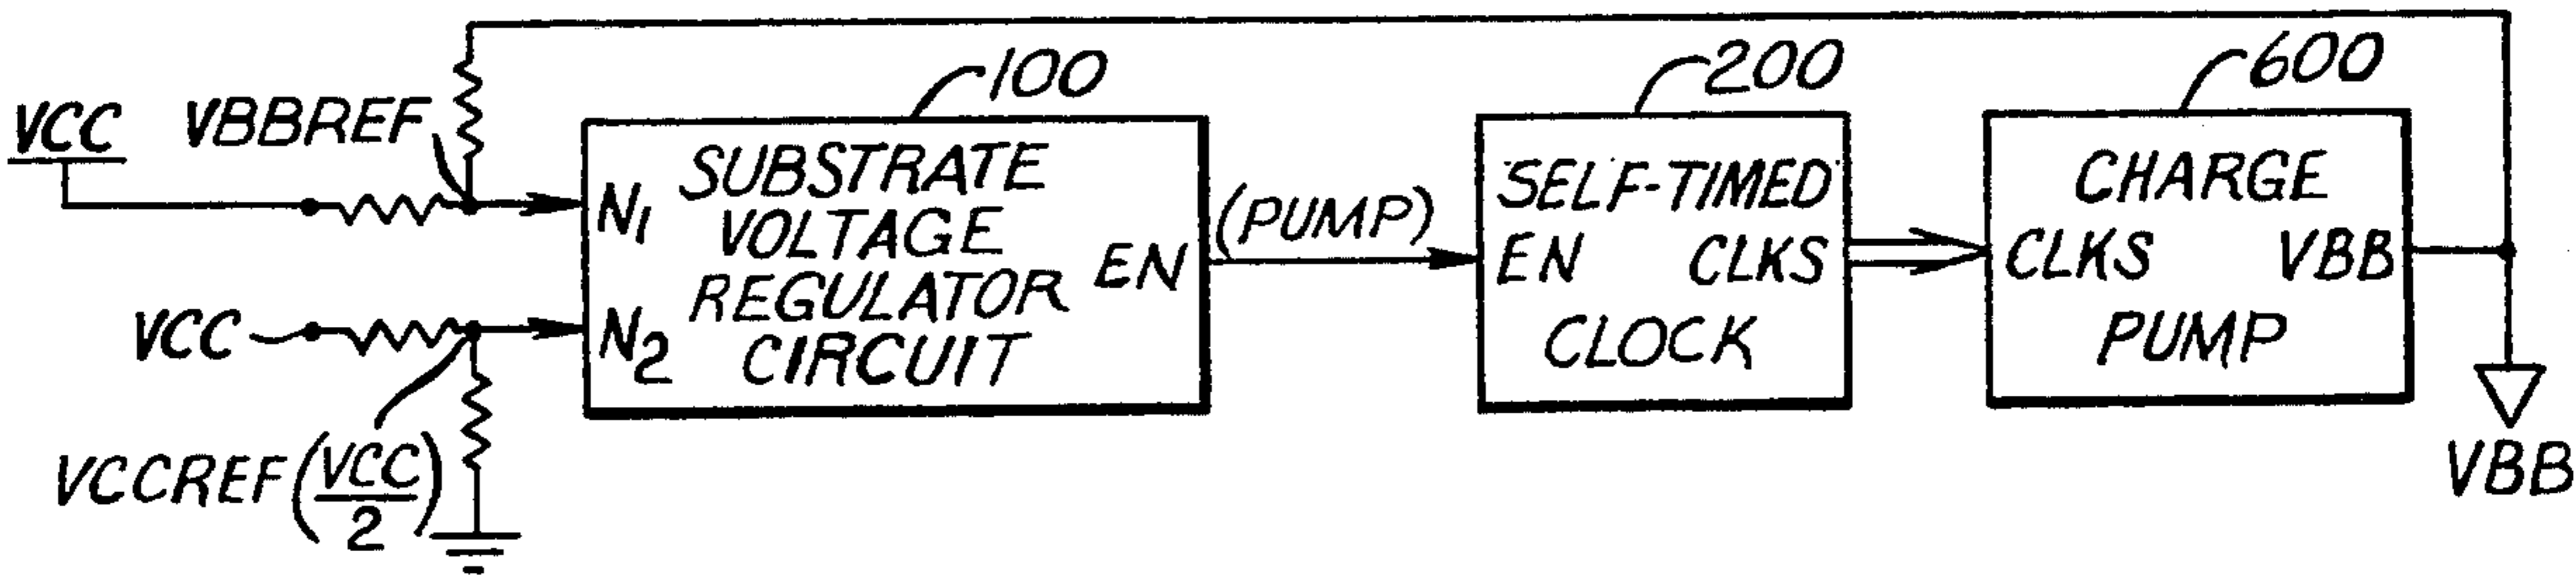 100
200
600
VCC
VBBREF
N1
SUBSTRATE
VOLTAGE
REGULATOR
CIRCUIT
EN
(PUMP)
SELF-TIMED
EN
CLKS
CLOCK
CHARGE
CLKS
VBB
PUMP
VCC
N2
VCCREF(VCC/2)
VBB